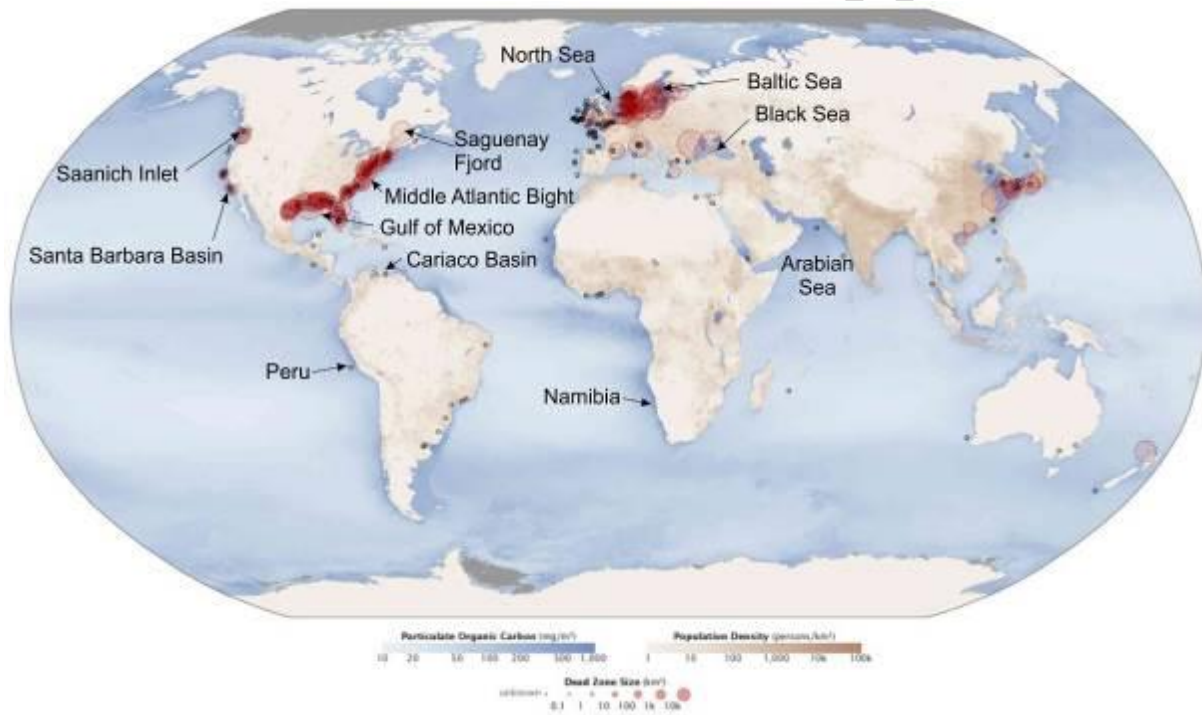 North Sea
Baltic Sea
Black Sea
Saguenay
Fjord
Saanich Inlet
Middle Atlantic Bight
Gulf of Mexico
Santa Barbara Basin
Cariaco Basin
Arabian
Sea
Peru
Namibia
Particulate Organic Carbon (mg/m³)
10 20 50 100 200 500 1,000
Population Density (persons/km²)
1 10 100 1,000 10k 100k
Dead Zone Size (km²)
unknown
0.1 1 10 100 1k 10k